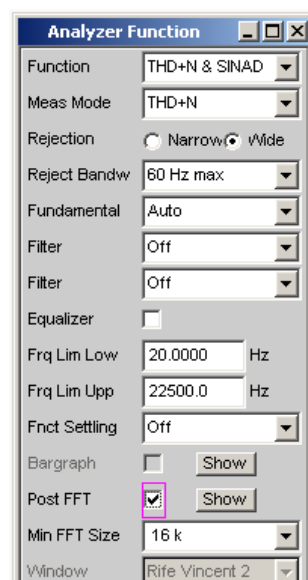 Analyzer Function
Function THD+N & SINAD
Meas Mode THD+N
Rejection Narrow Wide
Reject Bandw 60 Hz max
Fundamental Auto
Filter Off
Filter Off
Equalizer
Frq Lim Low 20.0000 Hz
Frq Lim Upp 22500.0 Hz
Fnct Settling Off
Bargraph Show
Post FFT Show
Min FFT Size 16 k
Window Rife Vincent 2